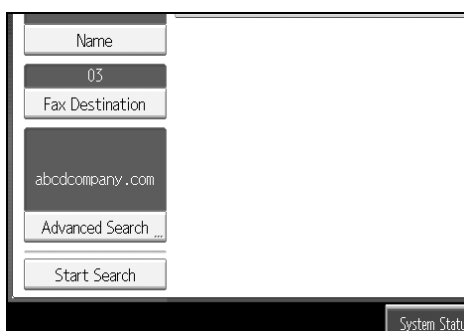 Name
03
Fax Destination
abcdcompany.com
Advanced Search ...
Start Search
System Statu